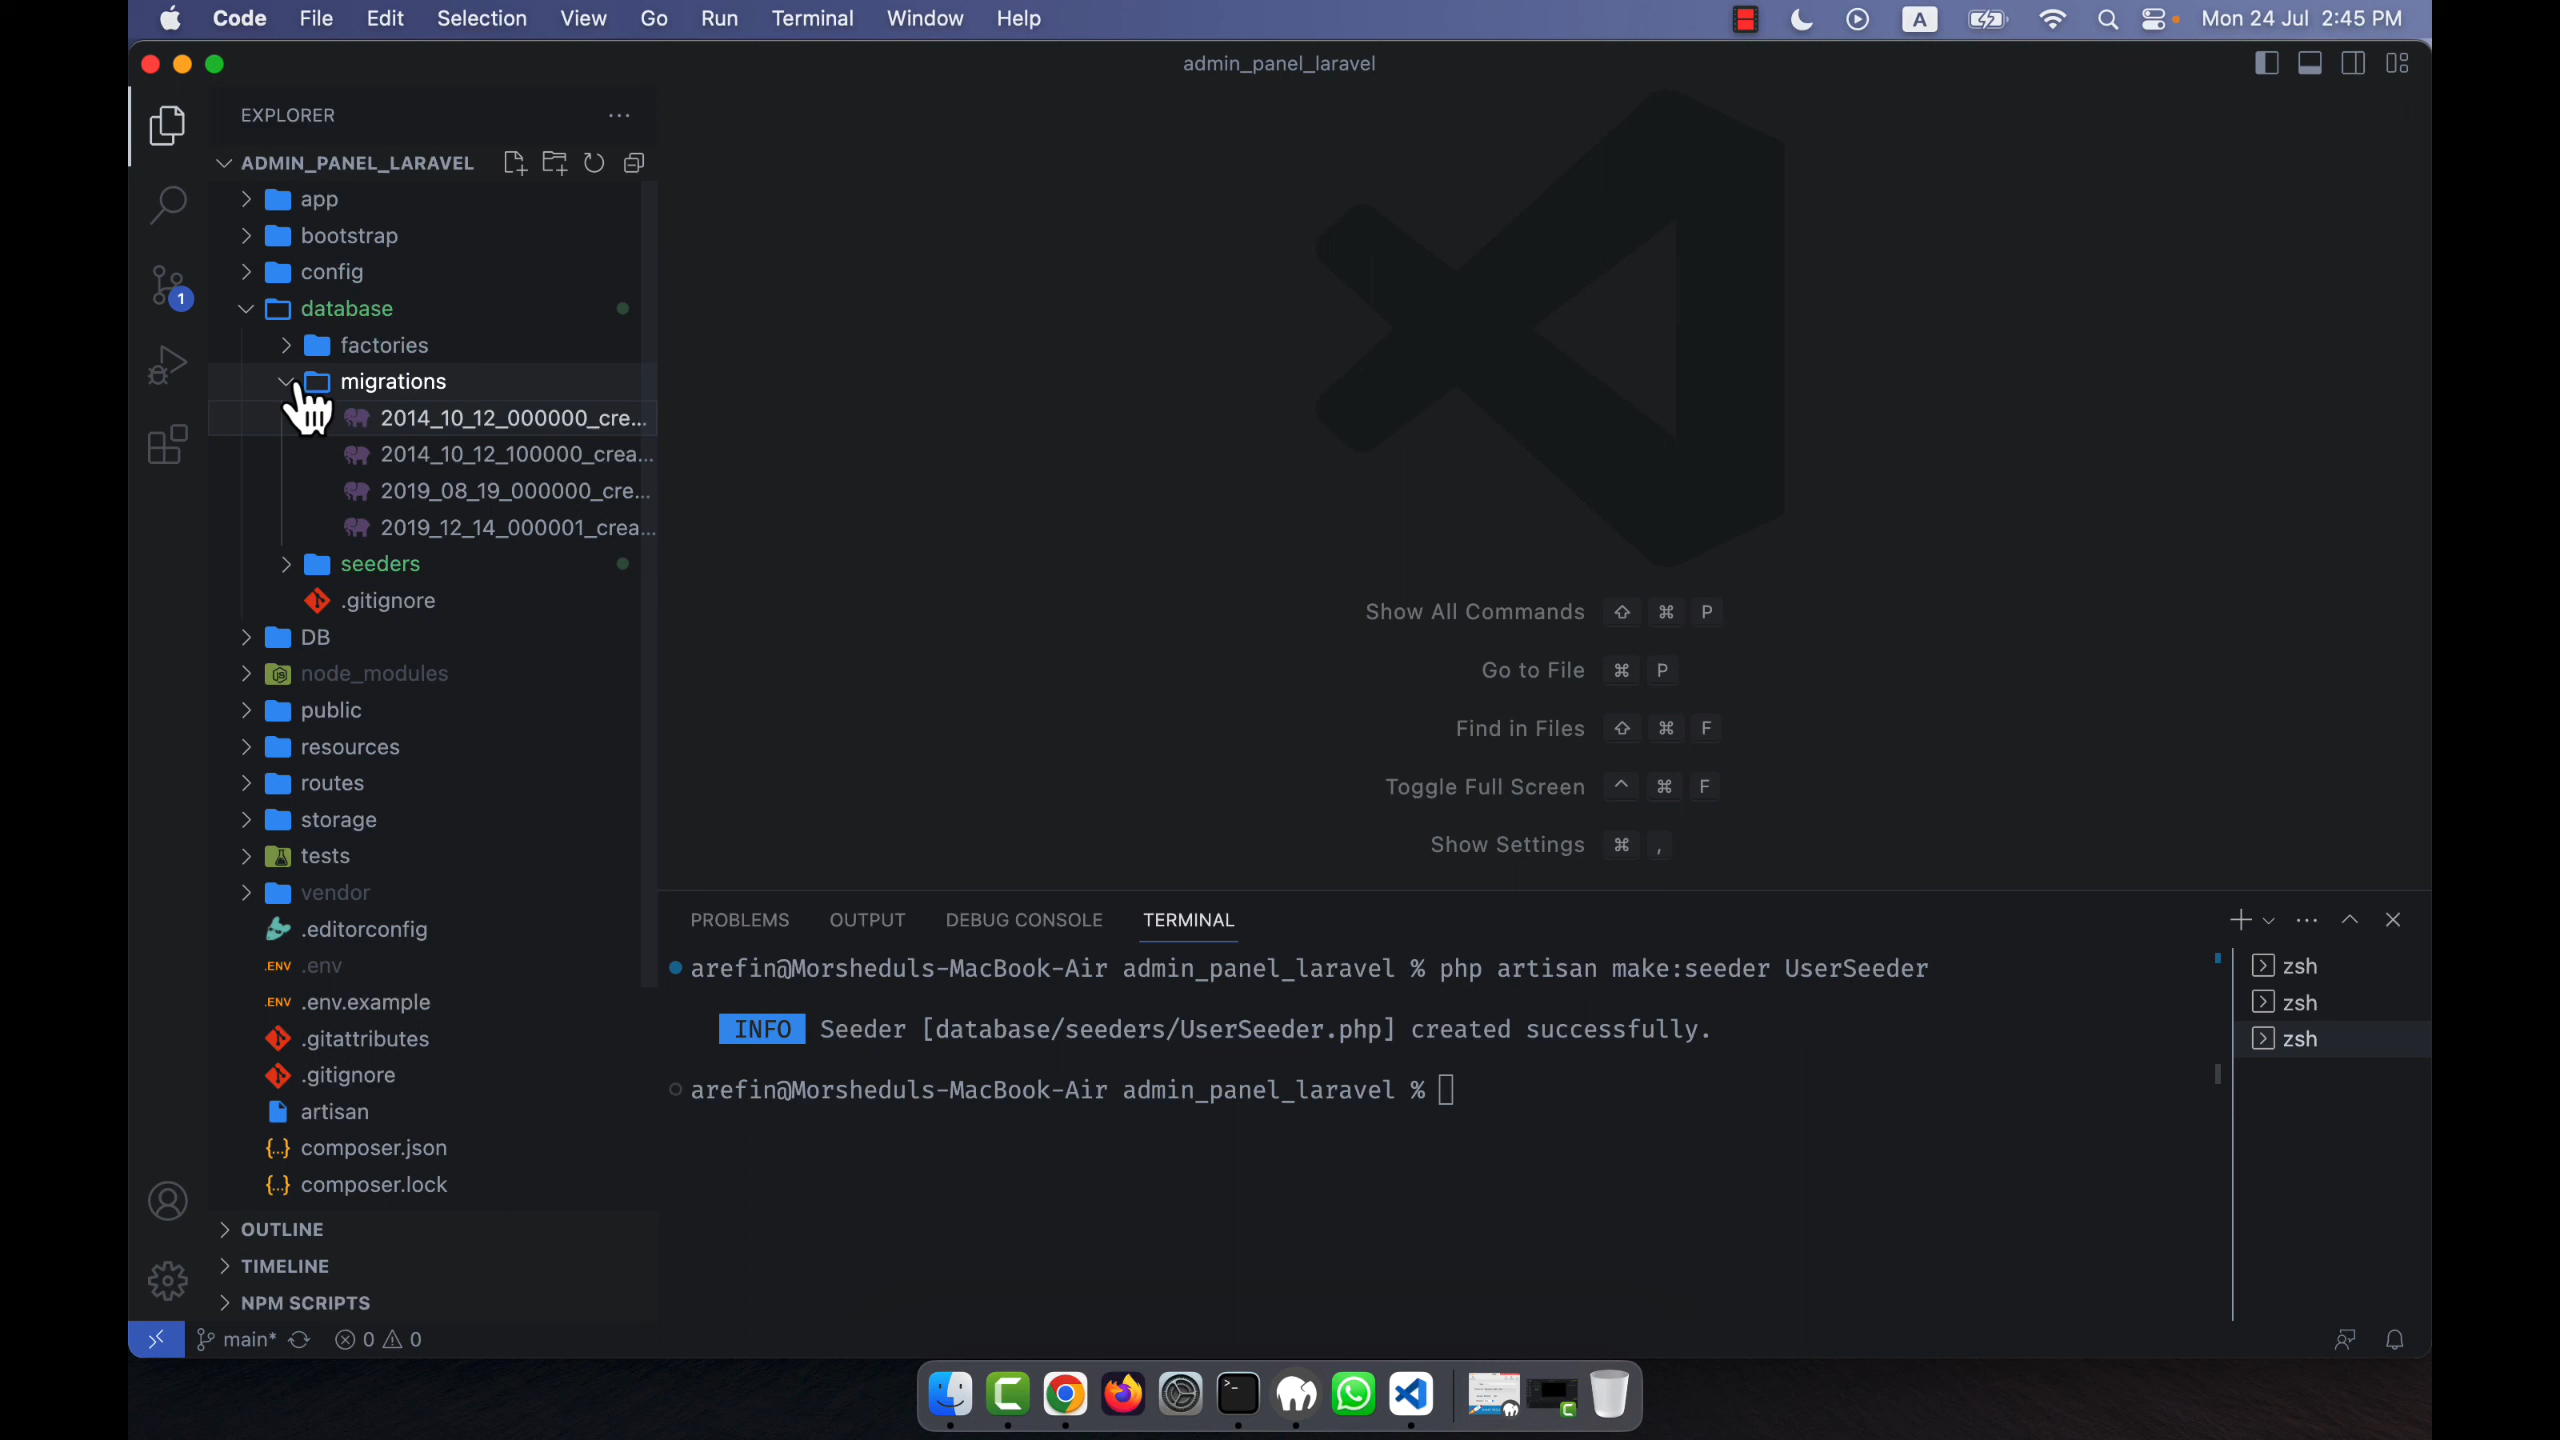 Code File Edit Selection View Go Run Terminal Window Help A Mon 24 Jul 2:45 PM
admin_panel_laravel
EXPLORER
ADMIN_PANEL_LARAVEL
app
bootstrap
config
1
database
factories
migrations
2014_10_12_000000_cre...
2014_10_12_100000_crea...
2019_08_19_000000_cre...
2019_12_14_000001_crea...
seeders
.gitignore
DB
node_modules
public
resources
routes
storage
tests
vendor
.editorconfig
.ENV .env
.ENV .env.example
.gitattributes
.gitignore
artisan
{..} composer.json
{..} composer.lock
OUTLINE
TIMELINE
NPM SCRIPTS
Show All Commands ⇧ ⌘ P
Go to File ⌘ P
Find in Files ⇧ ⌘ F
Toggle Full Screen ^ ⌘ F
Show Settings ⌘ ,
PROBLEMS OUTPUT DEBUG CONSOLE TERMINAL
arefin@Morsheduls-MacBook-Air admin_panel_laravel % php artisan make:seeder UserSeeder
INFO Seeder [database/seeders/UserSeeder.php] created successfully.
arefin@Morsheduls-MacBook-Air admin_panel_laravel %
zsh
zsh
zsh
main* 0 0